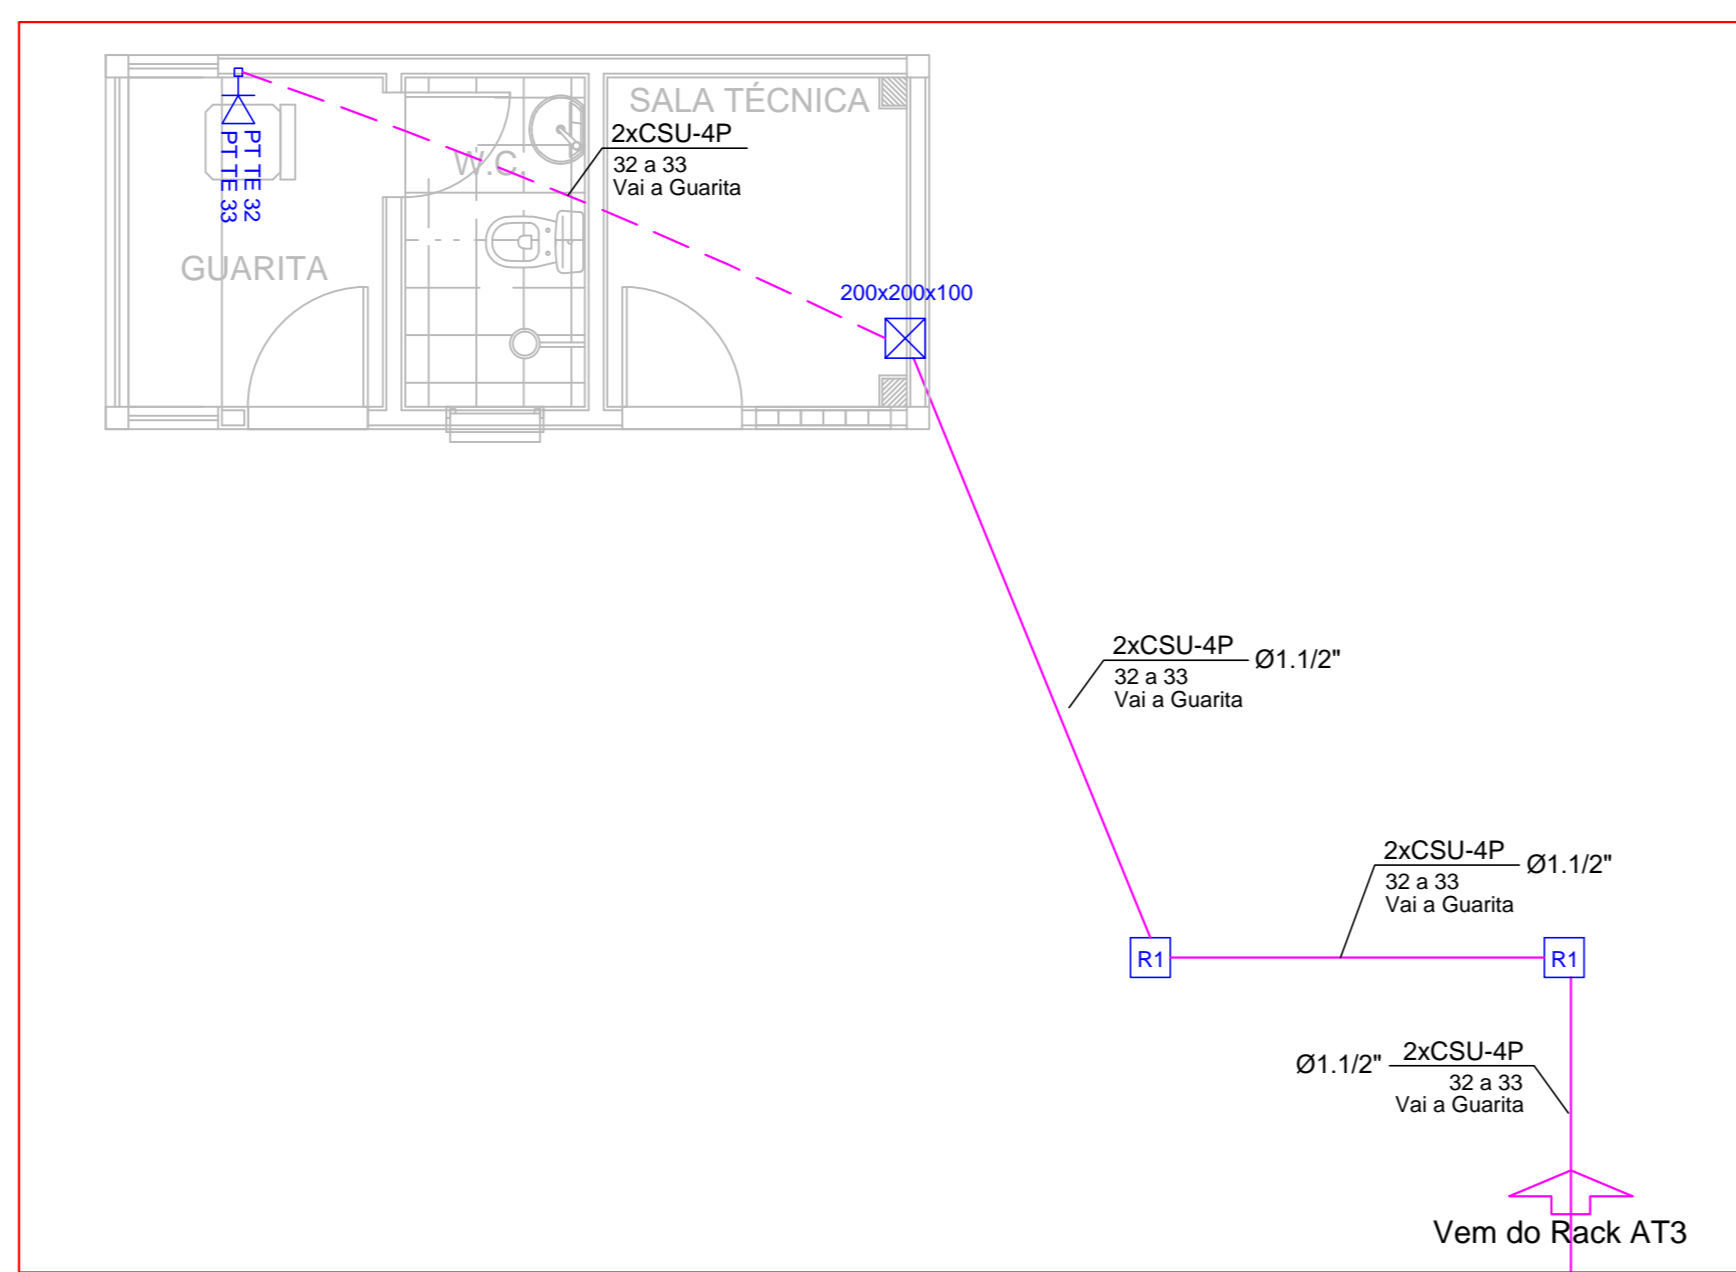 SALA TÉCNICA
2xCSU-4P
32 a 33
Vai a Guarita
W.C.
PT TE 32
PT TE 33
GUARITA
200x200x100
2xCSU-4P Ø1.1/2"
32 a 33
Vai a Guarita
2xCSU-4P Ø1.1/2"
32 a 33
Vai a Guarita
R1
R1
Ø1.1/2" 2xCSU-4P
32 a 33
Vai a Guarita
Vem do Rack AT3